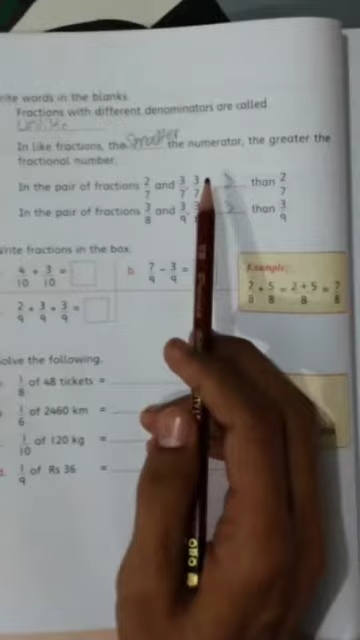 rite words in the blanks.
Fractions with different denominators are called
unlike
In like fractions, the smaller the numerator, the greater the
fractional number.
In the pair of fractions 2/7 and 3/7, 3/7 > than 2/7
In the pair of fractions 3/8 and 3/9, 3/8 > than 3/9
Write fractions in the box.
4/10 + 3/10 =
b. 7/9 - 3/9 =
Example:
2/8 + 5/8 = 2+5/8 = 7/8
2/9 + 3/9 + 3/9 =
olve the following.
1/8 of 48 tickets =
1/6 of 2460 km =
1/10 of 120 kg =
d. 1/9 of Rs 36 =